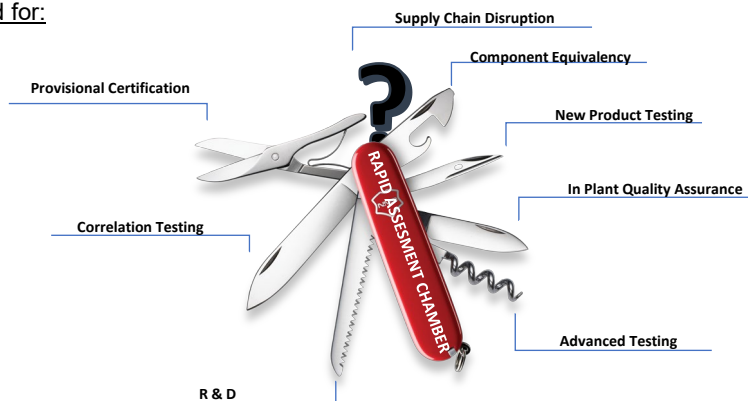 d for:
Supply Chain Disruption
Component Equivalency
Provisional Certification
New Product Testing
?
RAPID ASSESMENT CHAMBER
In Plant Quality Assurance
Correlation Testing
Advanced Testing
R & D